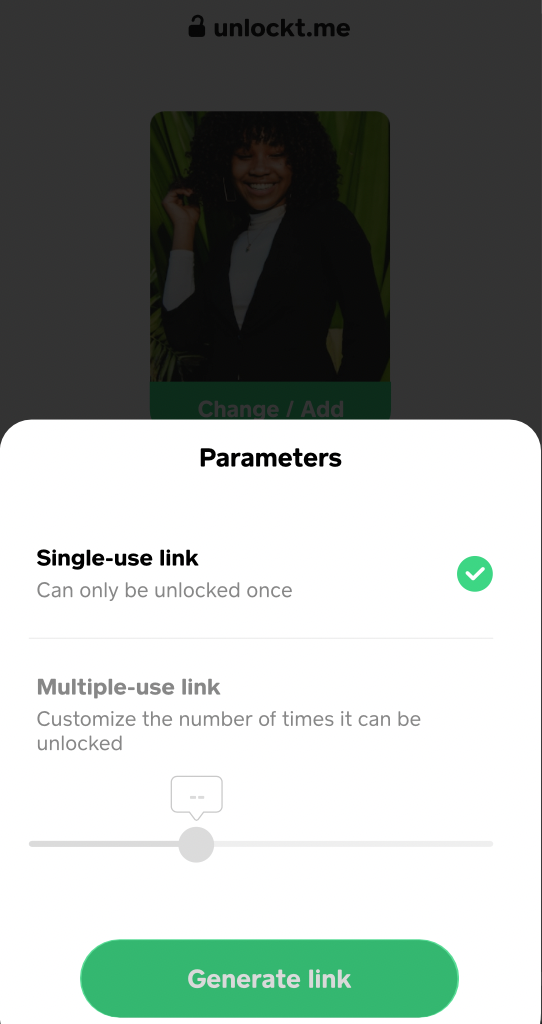 unlockt.me
Change / Add
Parameters
Single-use link
Can only be unlocked once
Multiple-use link
Customize the number of times it can be
unlocked
--
Generate link